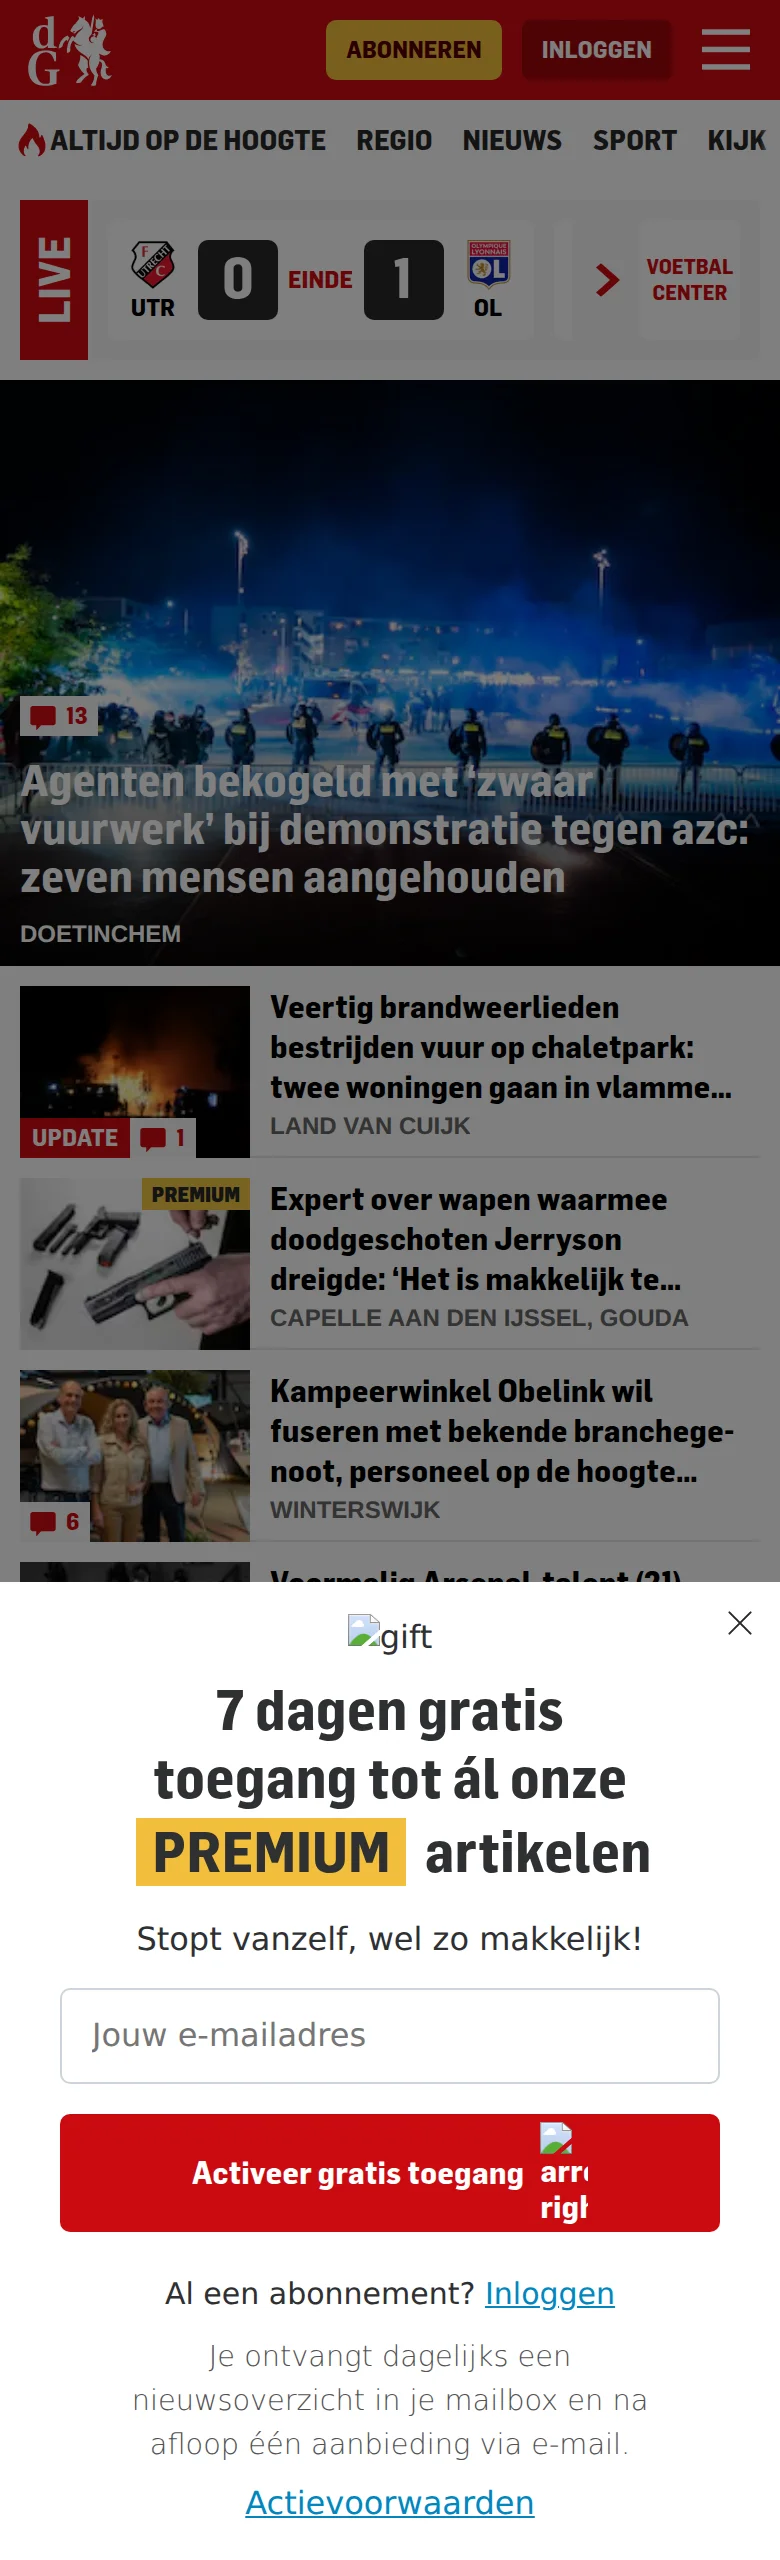 dG
ABONNEREN
INLOGGEN
ALTIJD OP DE HOOGTE
REGIO
NIEUWS
SPORT
KIJK
LIVE
UTR
0
EINDE
1
OL
VOETBAL
CENTER
13
Agenten bekogeld met ‘zwaar
vuurwerk’ bij demonstratie tegen azc:
zeven mensen aangehouden
DOETINCHEM
Veertig brandweerlieden
bestrijden vuur op chaletpark:
twee woningen gaan in vlamme...
LAND VAN CUIJK
UPDATE
1
PREMIUM
Expert over wapen waarmee
doodgeschoten Jerryson
dreigde: ‘Het is makkelijk te...
CAPELLE AAN DEN IJSSEL, GOUDA
Kampeerwinkel Obelink wil
fuseren met bekende branchege-
noot, personeel op de hoogte...
WINTERSWIJK
6
Voormalig Arsenal-talent (21)
gift
7 dagen gratis
toegang tot ál onze
PREMIUM artikelen
Stopt vanzelf, wel zo makkelijk!
Jouw e-mailadres
Activeer gratis toegang
Al een abonnement? Inloggen
Je ontvangt dagelijks een
nieuwsoverzicht in je mailbox en na
afloop één aanbieding via e-mail.
Actievoorwaarden